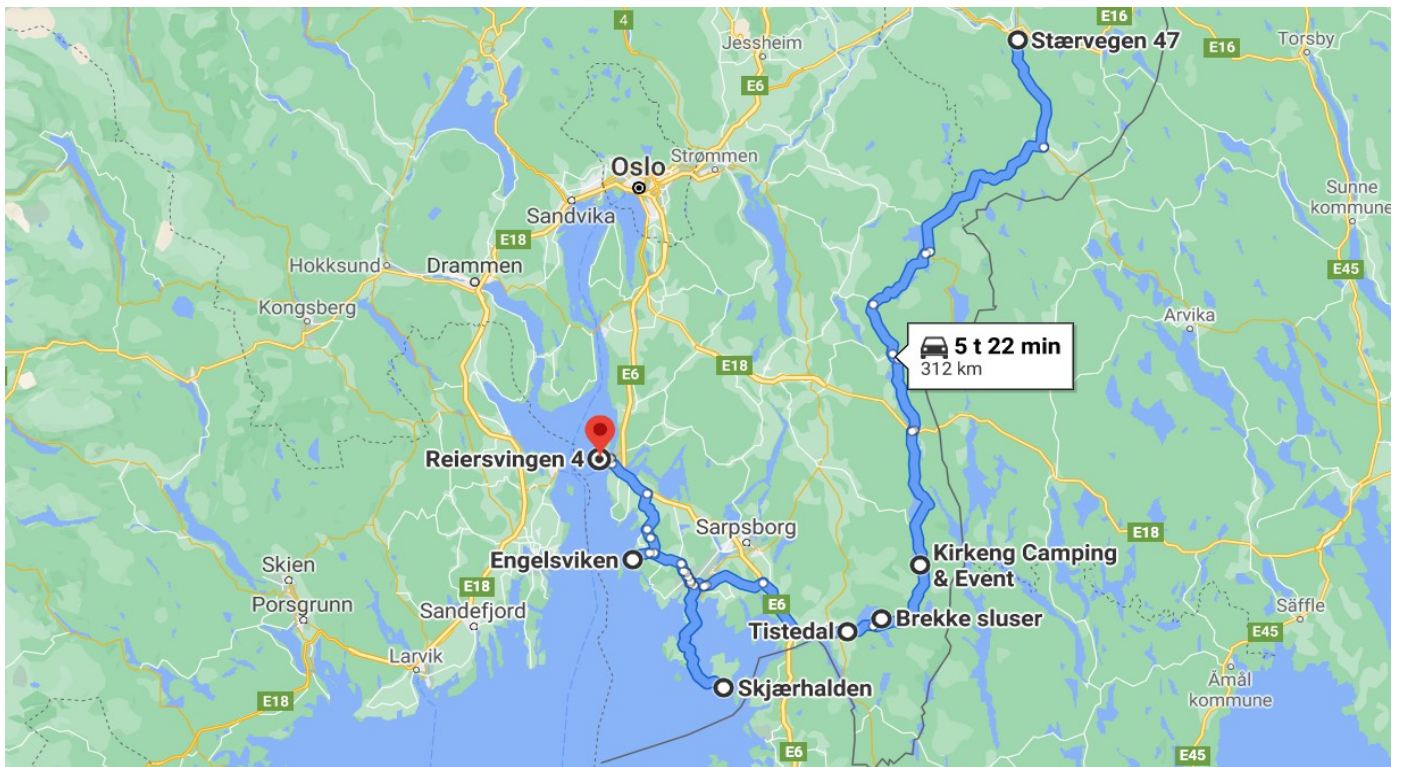 4
E16
Stærvegen 47
Jessheim
E16
Torsby
E6
Oslo
Strømmen
Sandvika
Sunne
kommune
E18
Hokksund
Drammen
E45
Kongsberg
Arvika
5 t 22 min
312 km
E6
E18
Reiersvingen 4
Sarpsborg
E18
Engelsviken
Kirkeng Camping
& Event
Skien
E18
Porsgrunn
Sandefjord
E6
Säffle
Tistedal
Brekke sluser
E45
Larvik
Skjærhalden
Åmål
kommune
E18
E6
E45